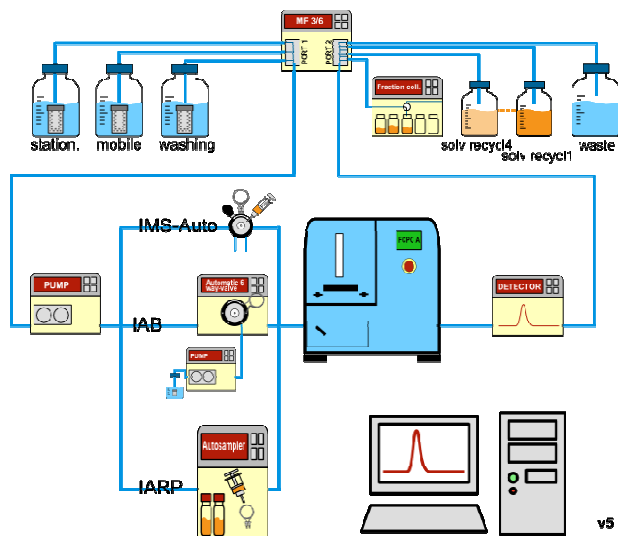 MF 3/6
PORT 1
PORT 2
Fraction coll.
station.
mobile
washing
solv recycl4
solv recycl1
waste
IMS-Auto
FCPC A
PUMP
Automatic 6
way-valve
DETECTOR
IAB
PUMP
Autosampler
IARP
v5